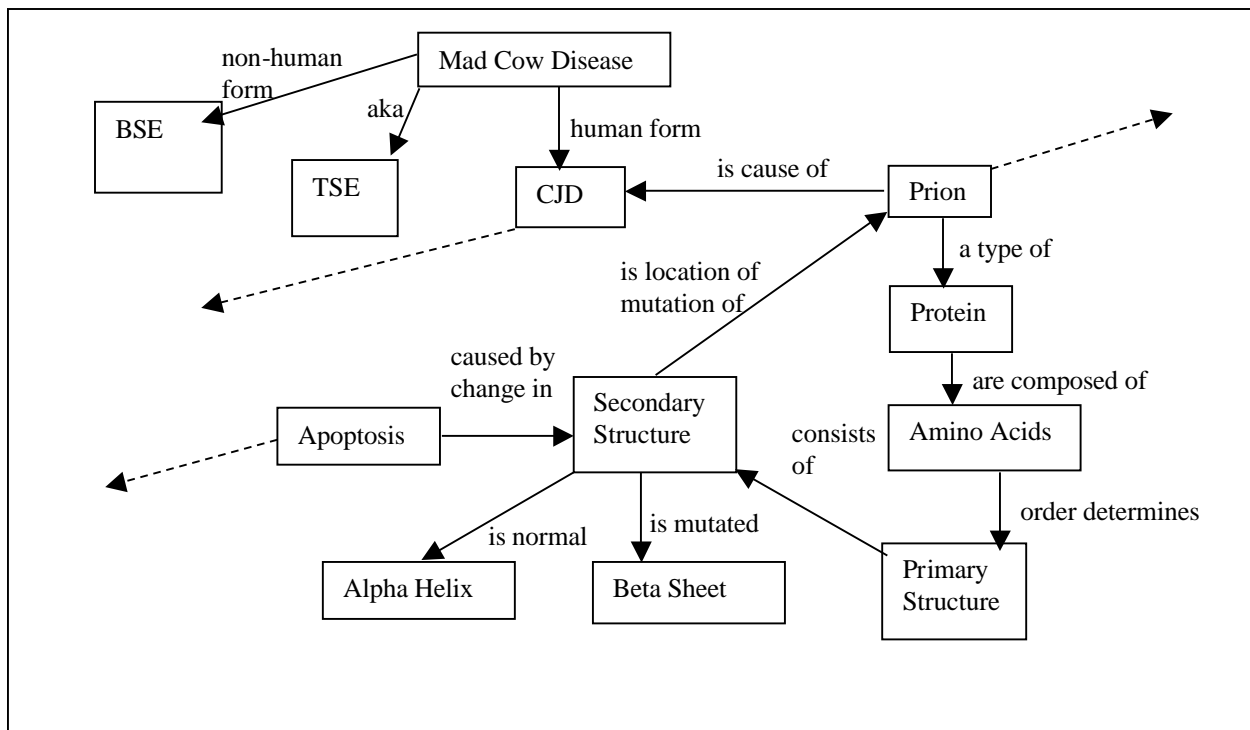 non-human
form
Mad Cow Disease
BSE
aka
human form
TSE
CJD
is cause of
Prion
a type of
is location of
mutation of
Protein
caused by
change in
are composed of
Apoptosis
Secondary
Structure
consists
of
Amino Acids
order determines
is normal
is mutated
Alpha Helix
Beta Sheet
Primary
Structure